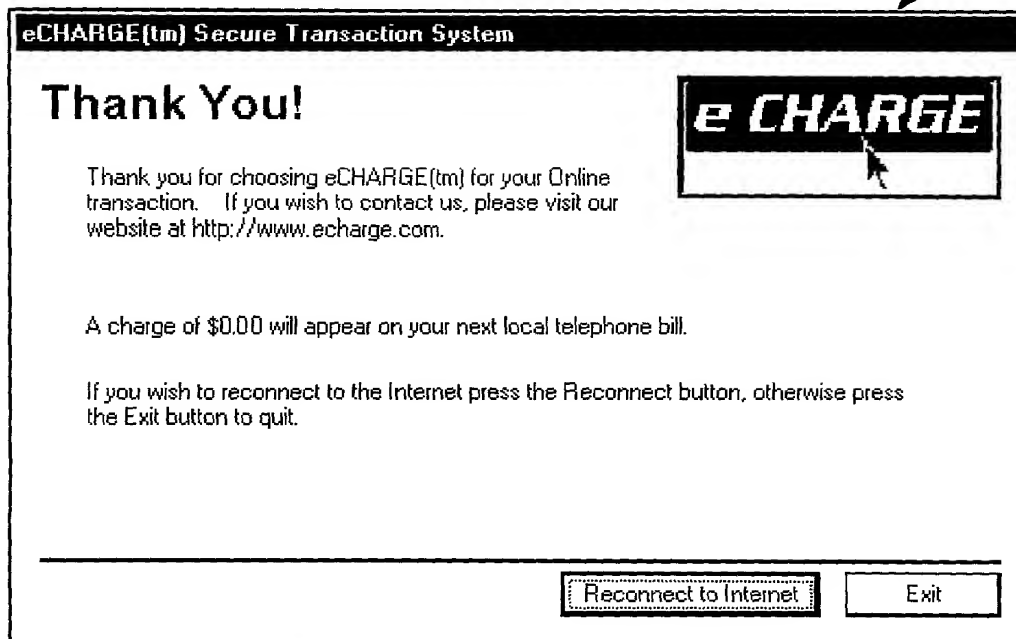 eCHARGE(tm) Secure Transaction System
Thank You!
e CHARGE
Thank you for choosing eCHARGE(tm) for your Online
transaction. If you wish to contact us, please visit our
website at http://www.echarge.com.
A charge of $0.00 will appear on your next local telephone bill.
If you wish to reconnect to the Internet press the Reconnect button, otherwise press
the Exit button to quit.
Reconnect to Internet
Exit